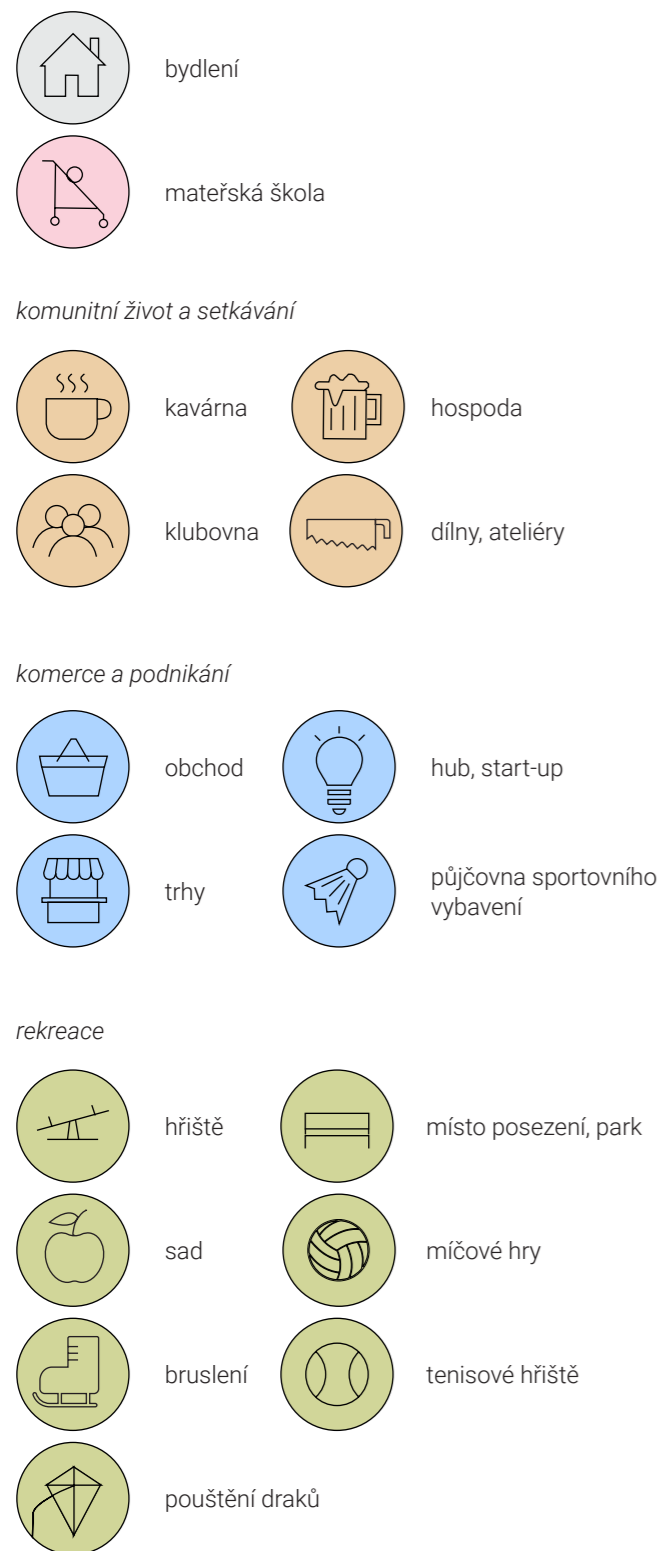 bydlení
mateřská škola
komunitní život a setkávání
kavárna
hospoda
klubovna
dílny, ateliéry
komerce a podnikání
obchod
hub, start-up
trhy
půjčovna sportovního
vybavení
rekreace
hřiště
místo posezení, park
sad
míčové hry
bruslení
tenisové hřiště
pouštění draků